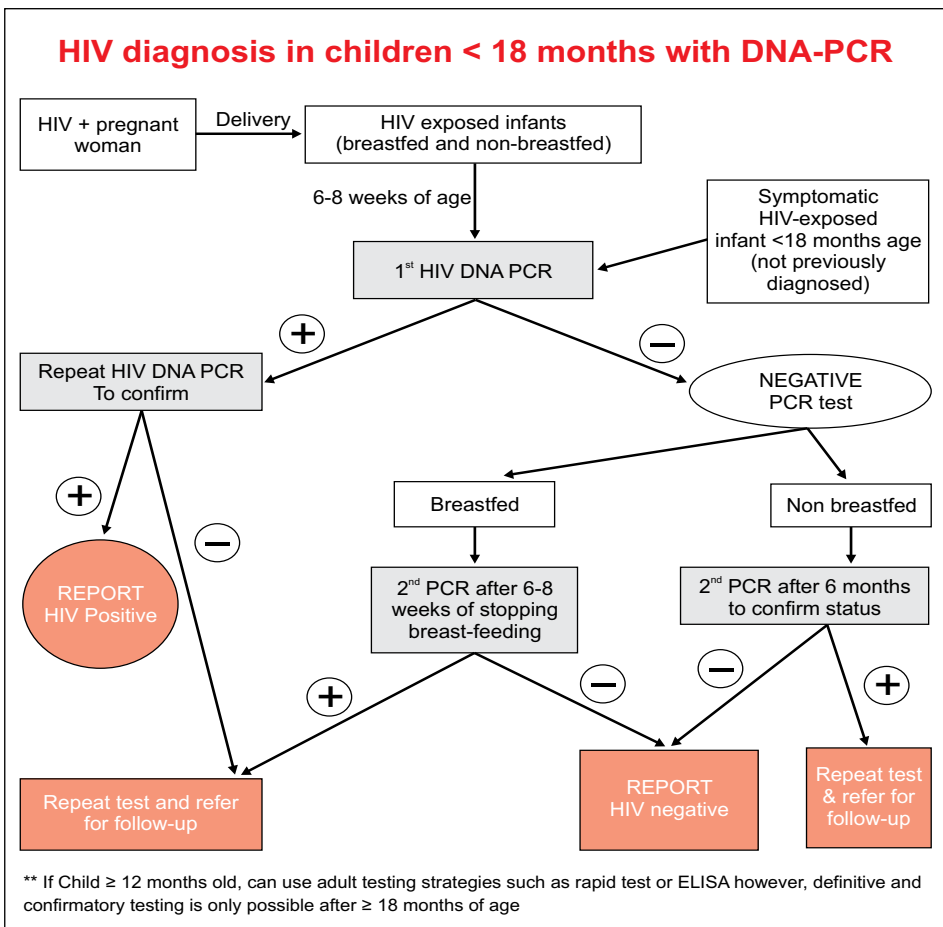 HIV diagnosis in children < 18 months with DNA-PCR
HIV + pregnant
woman
Delivery
HIV exposed infants
(breastfed and non-breastfed)
6-8 weeks of age
Symptomatic
HIV-exposed
infant <18 months age
(not previously
diagnosed)
1st HIV DNA PCR
+
−
Repeat HIV DNA PCR
To confirm
NEGATIVE
PCR test
+
−
Breastfed
Non breastfed
REPORT
HIV Positive
2nd PCR after 6-8
weeks of stopping
breast-feeding
2nd PCR after 6 months
to confirm status
+
−
−
+
Repeat test and refer
for follow-up
REPORT
HIV negative
Repeat test
& refer for
follow-up
** If Child ≥ 12 months old, can use adult testing strategies such as rapid test or ELISA however, definitive and
confirmatory testing is only possible after ≥ 18 months of age